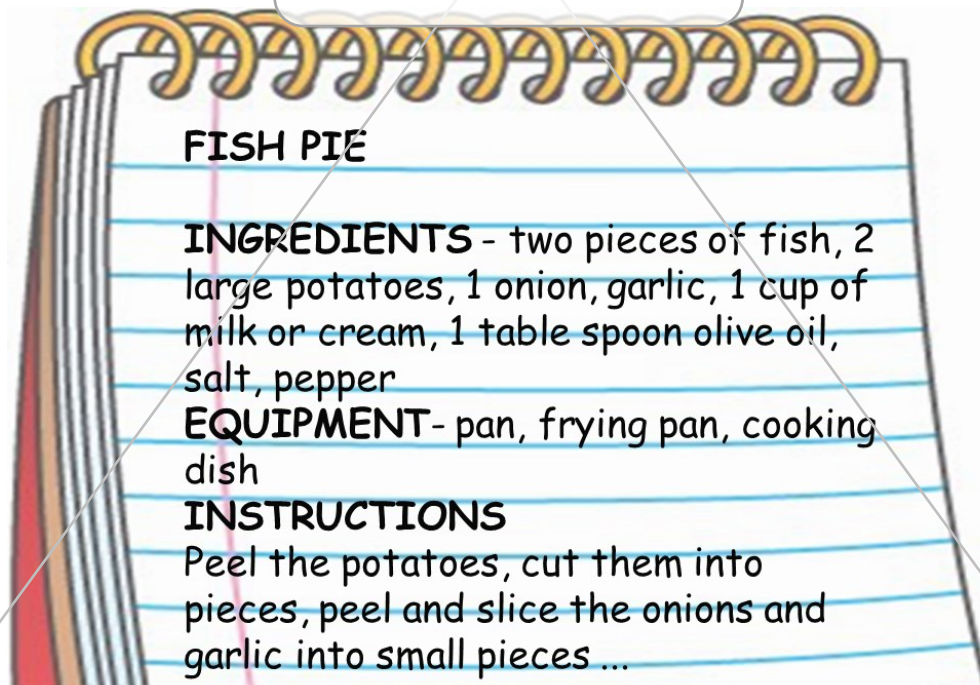 FISH PIE
INGREDIENTS - two pieces of fish, 2
large potatoes, 1 onion, garlic, 1 cup of
milk or cream, 1 table spoon olive oil,
salt, pepper
EQUIPMENT- pan, frying pan, cooking
dish
INSTRUCTIONS
Peel the potatoes, cut them into
pieces, peel and slice the onions and
garlic into small pieces ...